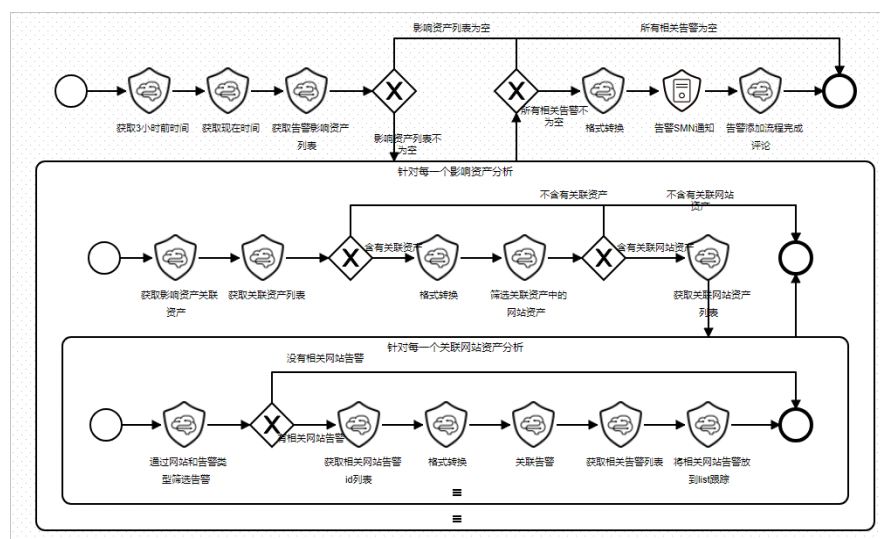 影响资产列表为空
所有相关告警为空
获取3小时前时间
获取现在时间
获取告警影响资产
列表
影响资产列表不
为空
所有相关告警不
为空
格式转换
告警SMN通知
告警添加流程完成
评论
针对每一个影响资产分析
不含有关联资产
不含有关联网站
资产
获取影响资产关联
资产
获取关联资产列表
含有关联资产
格式转换
筛选关联资产中的
网站资产
含有关联网站资产
获取关联网站资产
列表
针对每一个关联网站资产分析
没有相关网站告警
通过网站和告警类
型筛选告警
有相关网站告警
获取相关网站告警
id列表
格式转换
关联告警
获取相关告警列表
将相关网站告警放
到list跟踪